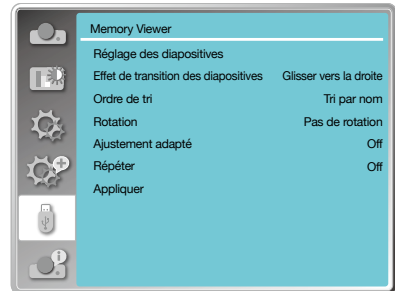 Memory Viewer
Réglage des diapositives
Effet de transition des diapositives Glisser vers la droite
Ordre de tri Tri par nom
Rotation Pas de rotation
Ajustement adapté Off
Répéter Off
Appliquer